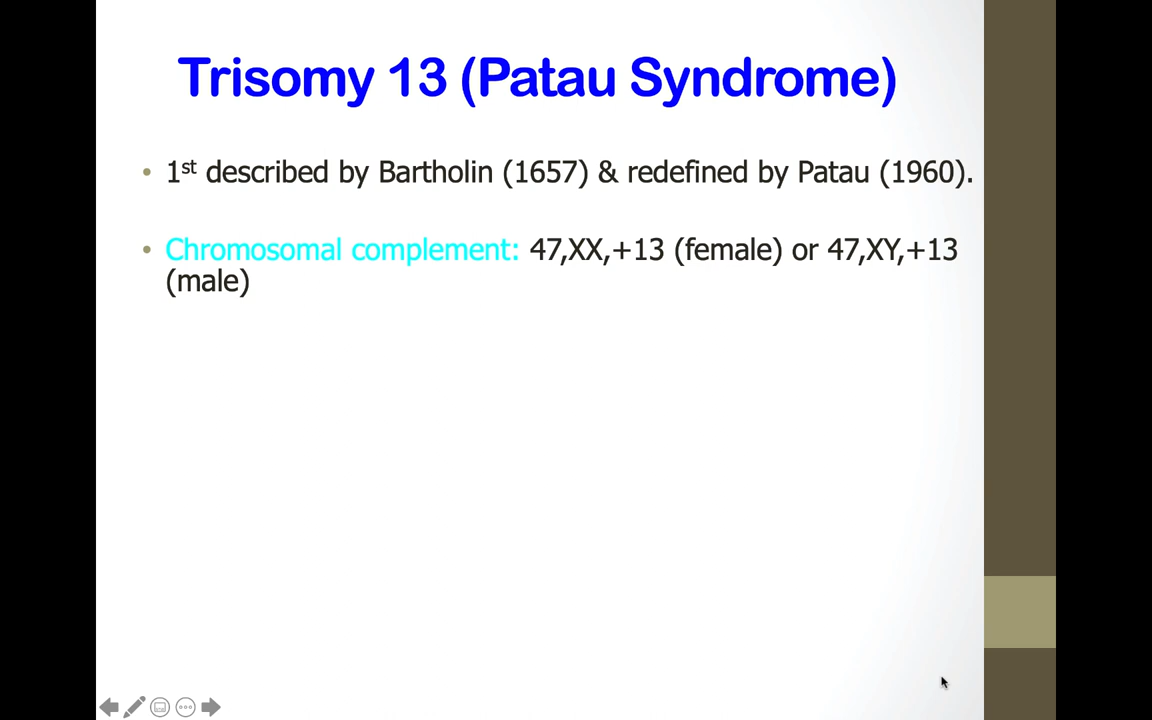 Trisomy 13 (Patau Syndrome)
• 1st described by Bartholin (1657) & redefined by Patau (1960).
• Chromosomal complement: 47,XX,+13 (female) or 47,XY,+13
(male)